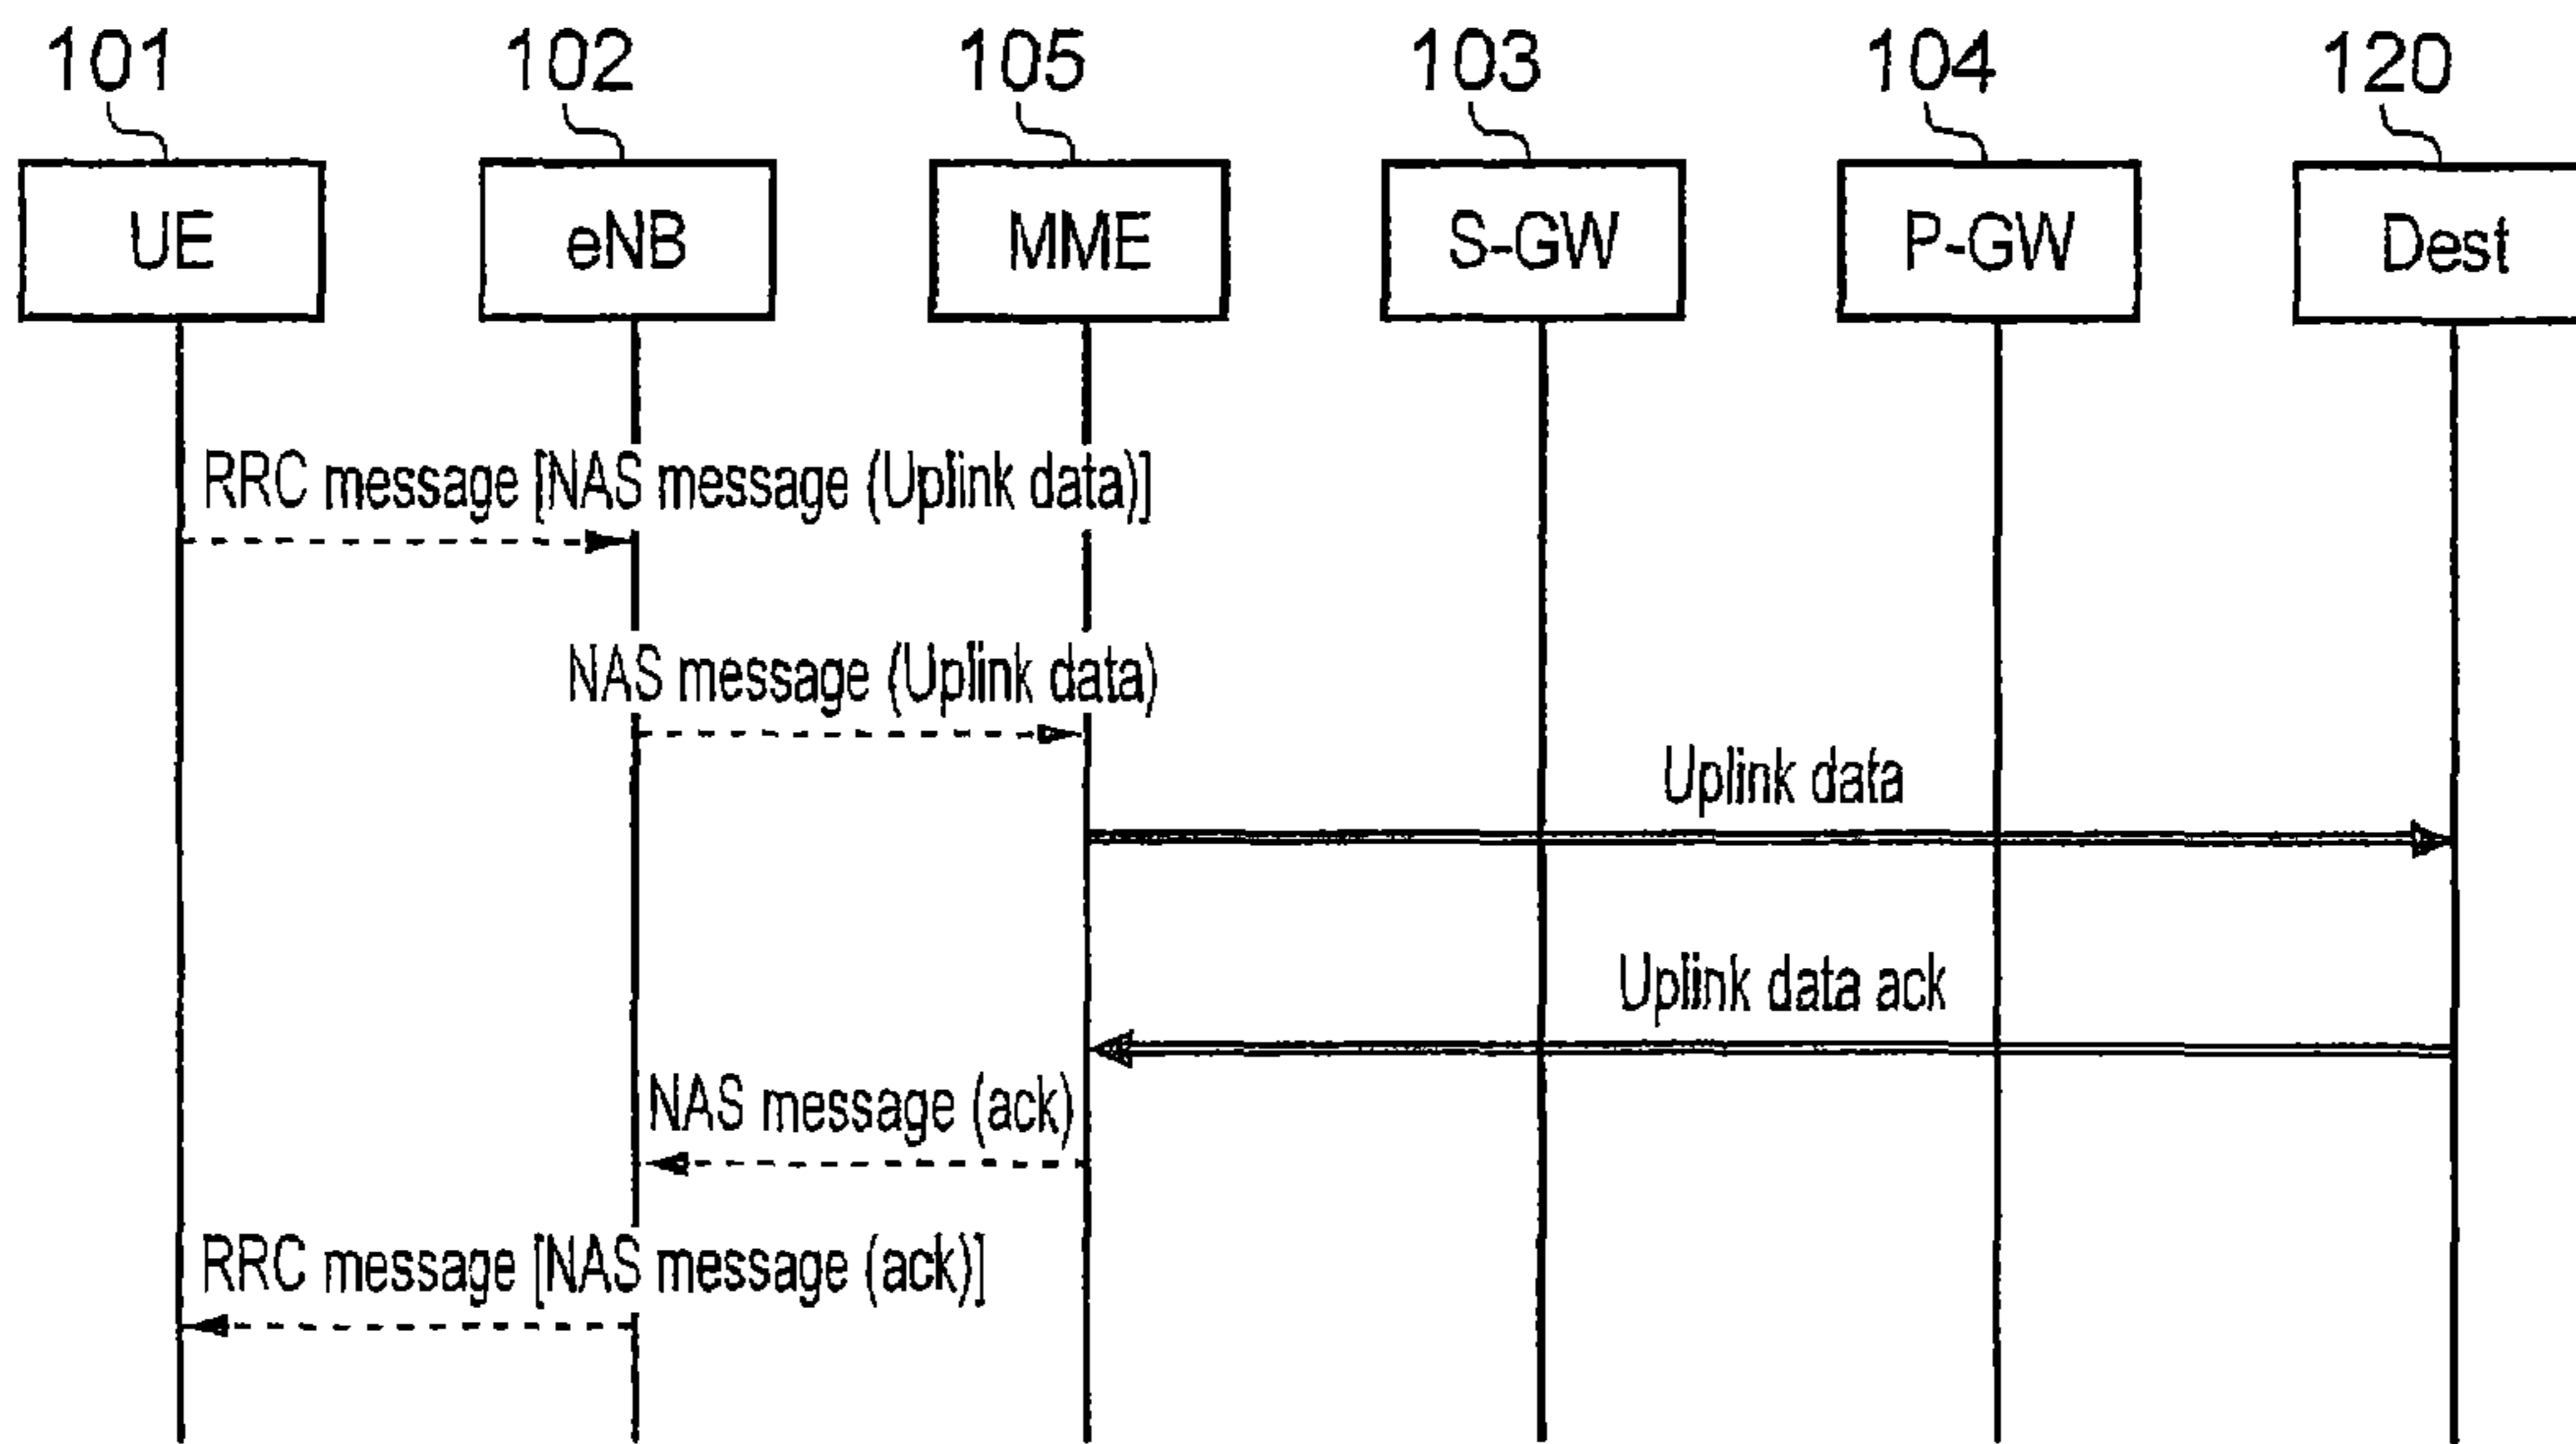 101 102 105 103 104 120
UE eNB MME S-GW P-GW Dest
RRC message [NAS message (Uplink data)]
NAS message (Uplink data)
Uplink data
Uplink data ack
NAS message (ack)
RRC message [NAS message (ack)]